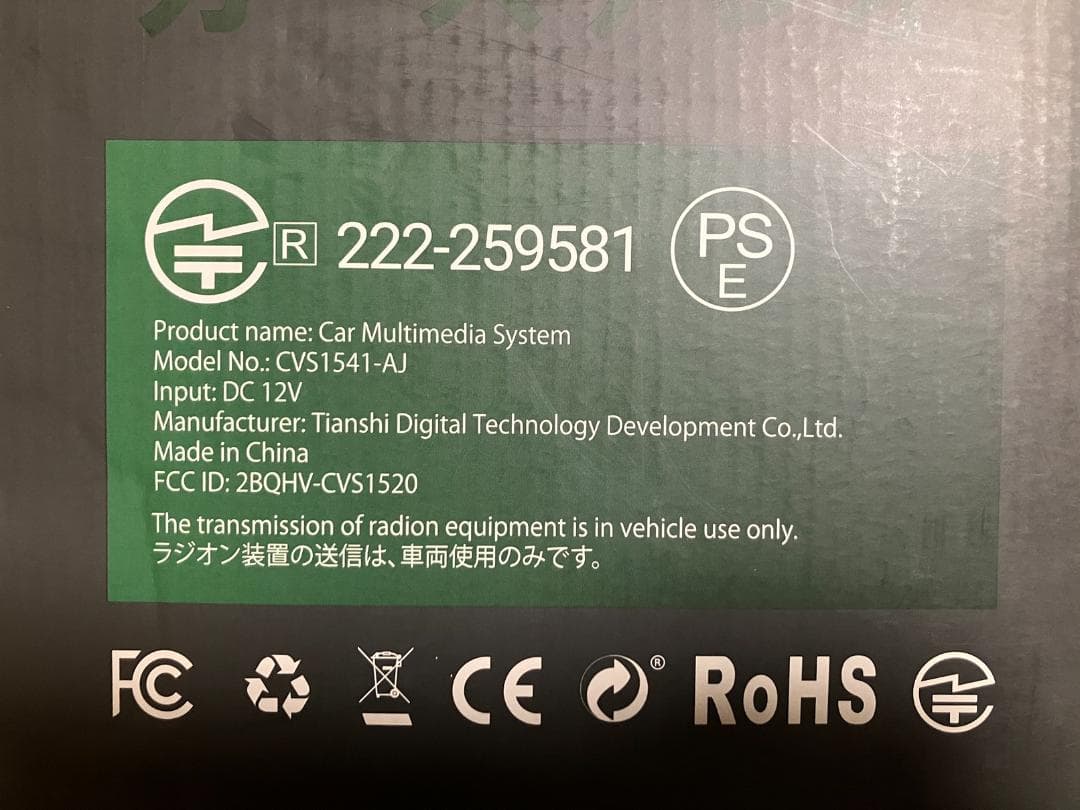 R 222-259581 PSE
Product name: Car Multimedia System
Model No.: CVS1541-AJ
Input: DC 12V
Manufacturer: Tianshi Digital Technology Development Co.,Ltd.
Made in China
FCC ID: 2BQHV-CVS1520
The transmission of radion equipment is in vehicle use only.
ラジオン装置の送信は、車両使用のみです。
FC CE ® RoHS